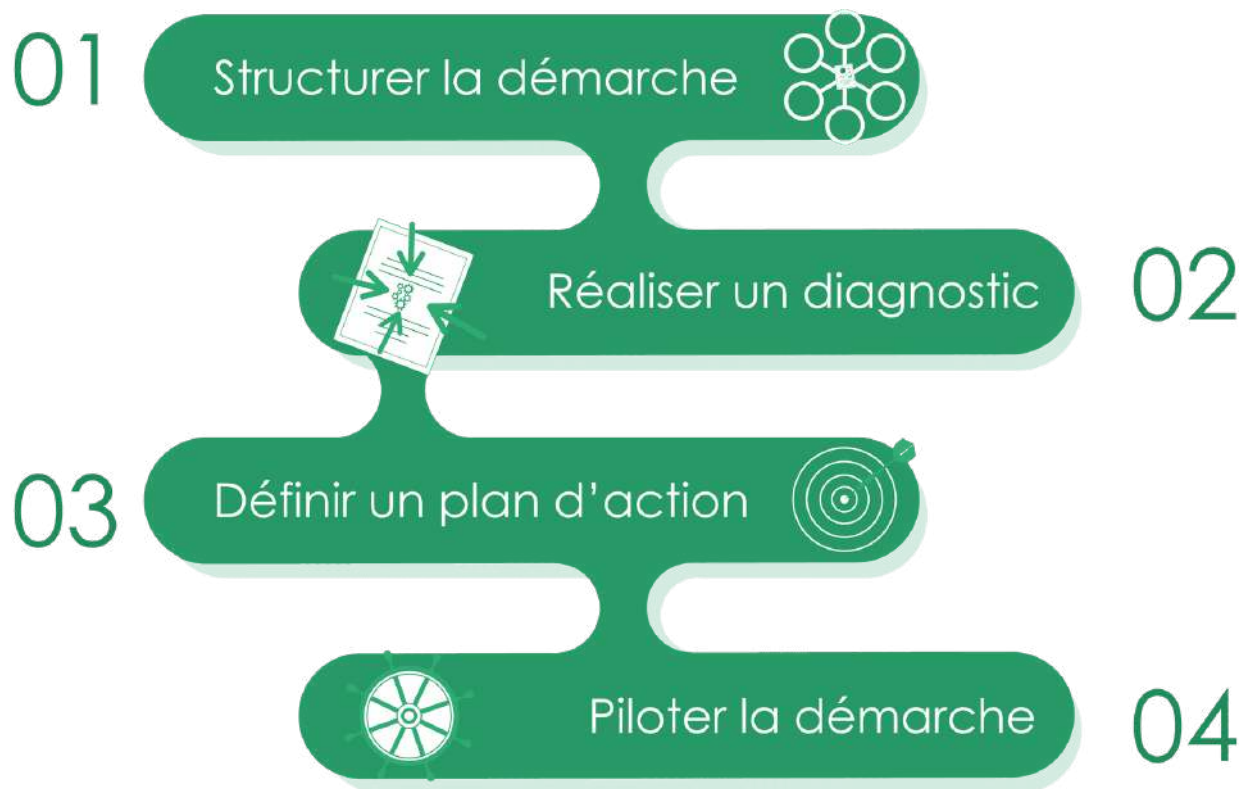 01
Structurer la démarche
Réaliser un diagnostic
02
03
Définir un plan d’action
Piloter la démarche
04